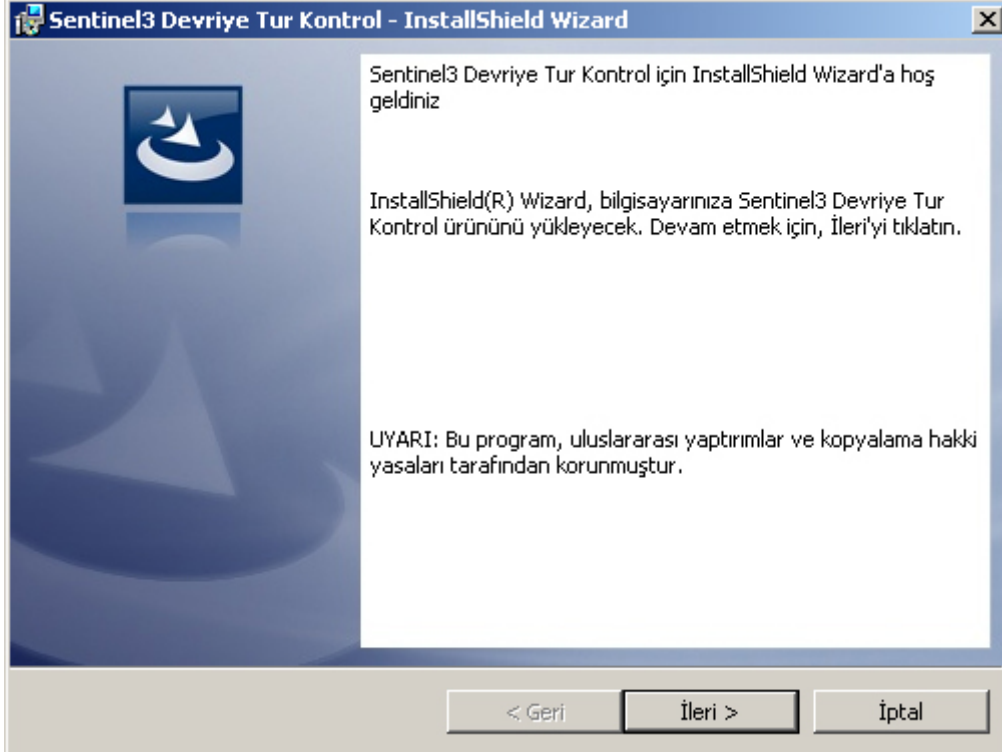 Sentinel3 Devriye Tur Kontrol - InstallShield Wizard
Sentinel3 Devriye Tur Kontrol için InstallShield Wizard'a hoş
geldiniz
InstallShield(R) Wizard, bilgisayarınıza Sentinel3 Devriye Tur
Kontrol ürününü yükleyecek. Devam etmek için, İleri'yi tıklatın.
UYARI: Bu program, uluslararası yaptırımlar ve kopyalama hakki
yasaları tarafından korunmuştur.
< Geri
İleri >
İptal